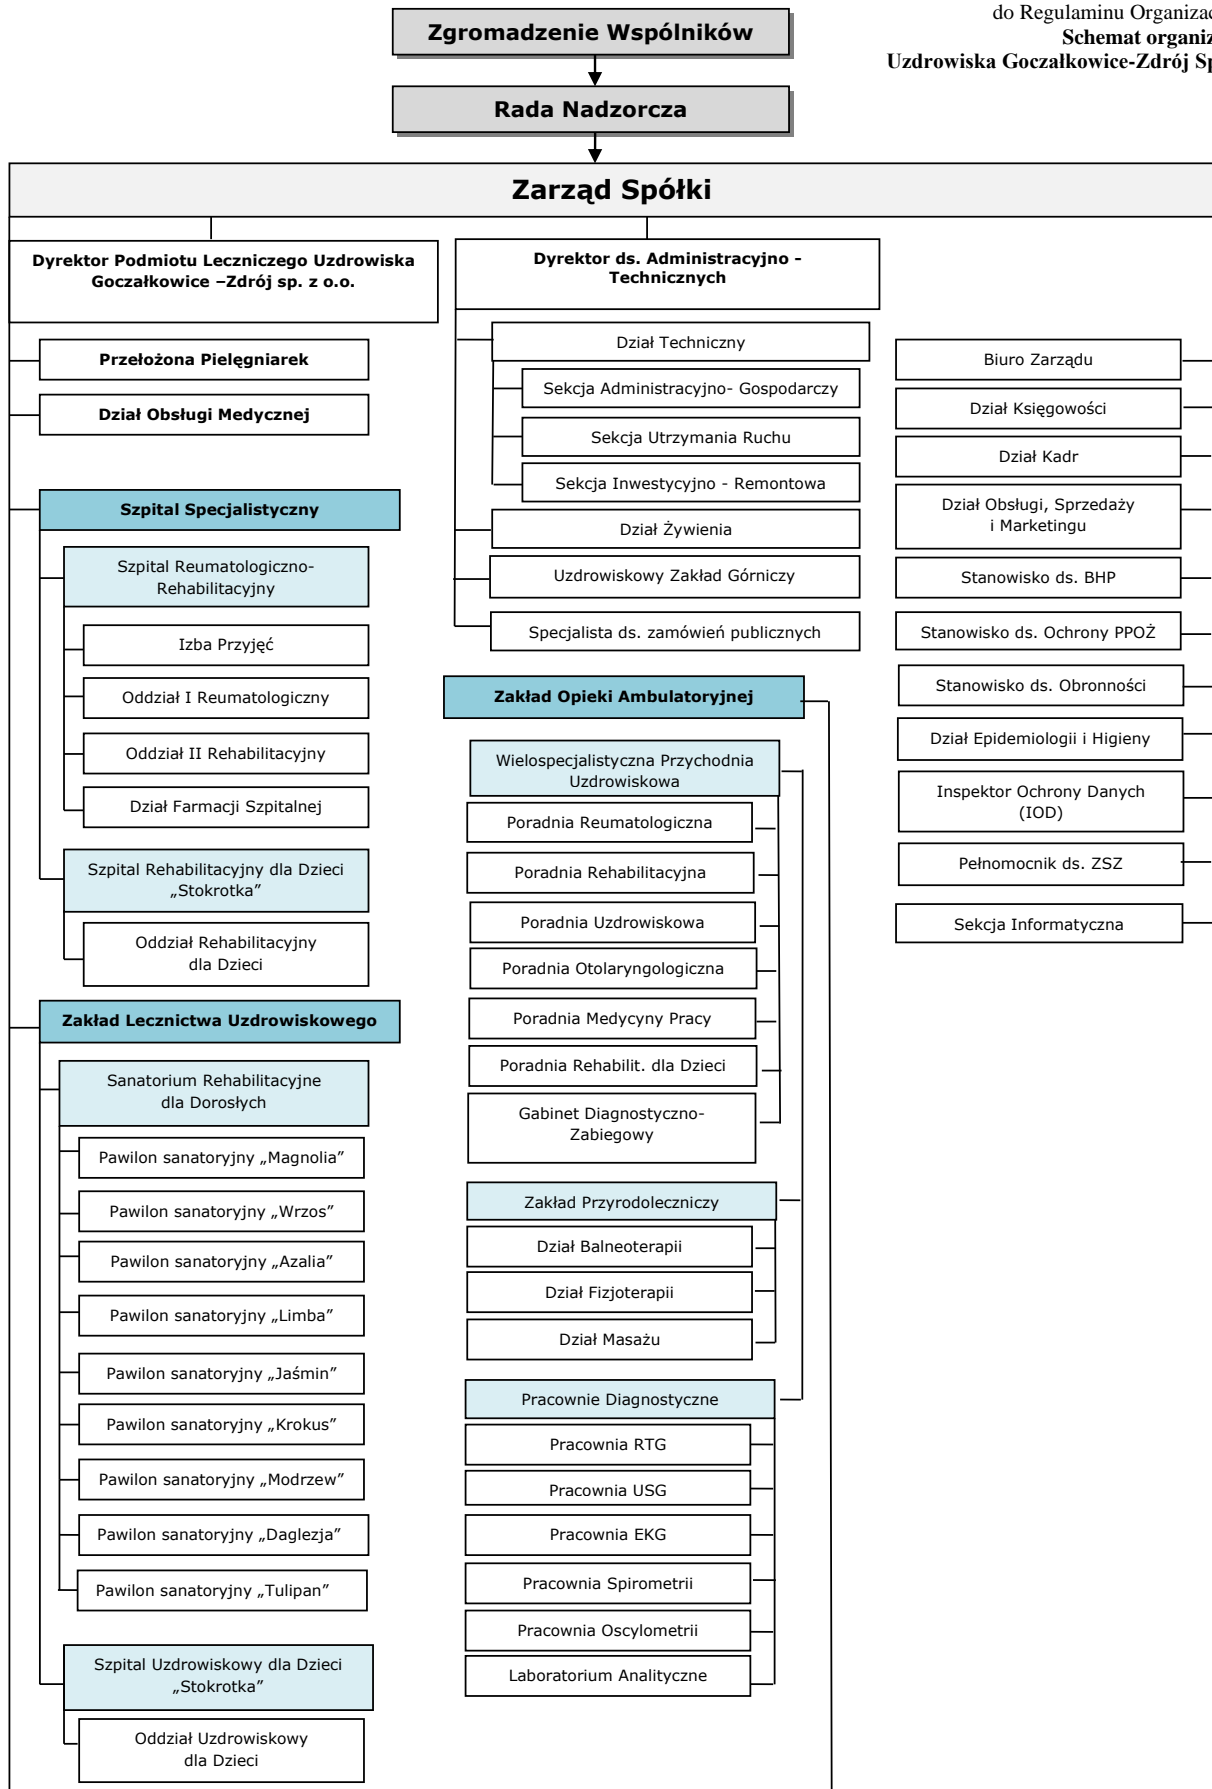 do Regulaminu Organizac
Schemat organiz
Uzdrowiska Goczałkowice-Zdrój Sp
Zgromadzenie Wspólników
Rada Nadzorcza
Zarząd Spółki
Dyrektor Podmiotu Leczniczego Uzdrowiska
Goczałkowice –Zdrój sp. z o.o.
Przełożona Pielęgniarek
Dział Obsługi Medycznej
Szpital Specjalistyczny
Szpital Reumatologiczno-
Rehabilitacyjny
Izba Przyjęć
Oddział I Reumatologiczny
Oddział II Rehabilitacyjny
Dział Farmacji Szpitalnej
Szpital Rehabilitacyjny dla Dzieci
„Stokrotka”
Oddział Rehabilitacyjny
dla Dzieci
Zakład Lecznictwa Uzdrowiskowego
Sanatorium Rehabilitacyjne
dla Dorosłych
Pawilon sanatoryjny „Magnolia”
Pawilon sanatoryjny „Wrzos”
Pawilon sanatoryjny „Azalia”
Pawilon sanatoryjny „Limba”
Pawilon sanatoryjny „Jaśmin”
Pawilon sanatoryjny „Krokus”
Pawilon sanatoryjny „Modrzew”
Pawilon sanatoryjny „Daglezja”
Pawilon sanatoryjny „Tulipan”
Szpital Uzdrowiskowy dla Dzieci
„Stokrotka”
Oddział Uzdrowiskowy
dla Dzieci
Dyrektor ds. Administracyjno -
Technicznych
Dział Techniczny
Sekcja Administracyjno- Gospodarczy
Sekcja Utrzymania Ruchu
Sekcja Inwestycyjno - Remontowa
Dział Żywienia
Uzdrowiskowy Zakład Górniczy
Specjalista ds. zamówień publicznych
Zakład Opieki Ambulatoryjnej
Wielospecjalistyczna Przychodnia
Uzdrowiskowa
Poradnia Reumatologiczna
Poradnia Rehabilitacyjna
Poradnia Uzdrowiskowa
Poradnia Otolaryngologiczna
Poradnia Medycyny Pracy
Poradnia Rehabilit. dla Dzieci
Gabinet Diagnostyczno-
Zabiegowy
Zakład Przyrodoleczniczy
Dział Balneoterapii
Dział Fizjoterapii
Dział Masażu
Pracownie Diagnostyczne
Pracownia RTG
Pracownia USG
Pracownia EKG
Pracownia Spirometrii
Pracownia Oscylometrii
Laboratorium Analityczne
Biuro Zarządu
Dział Księgowości
Dział Kadr
Dział Obsługi, Sprzedaży
i Marketingu
Stanowisko ds. BHP
Stanowisko ds. Ochrony PPOŻ
Stanowisko ds. Obronności
Dział Epidemiologii i Higieny
Inspektor Ochrony Danych
(IOD)
Pełnomocnik ds. ZSZ
Sekcja Informatyczna